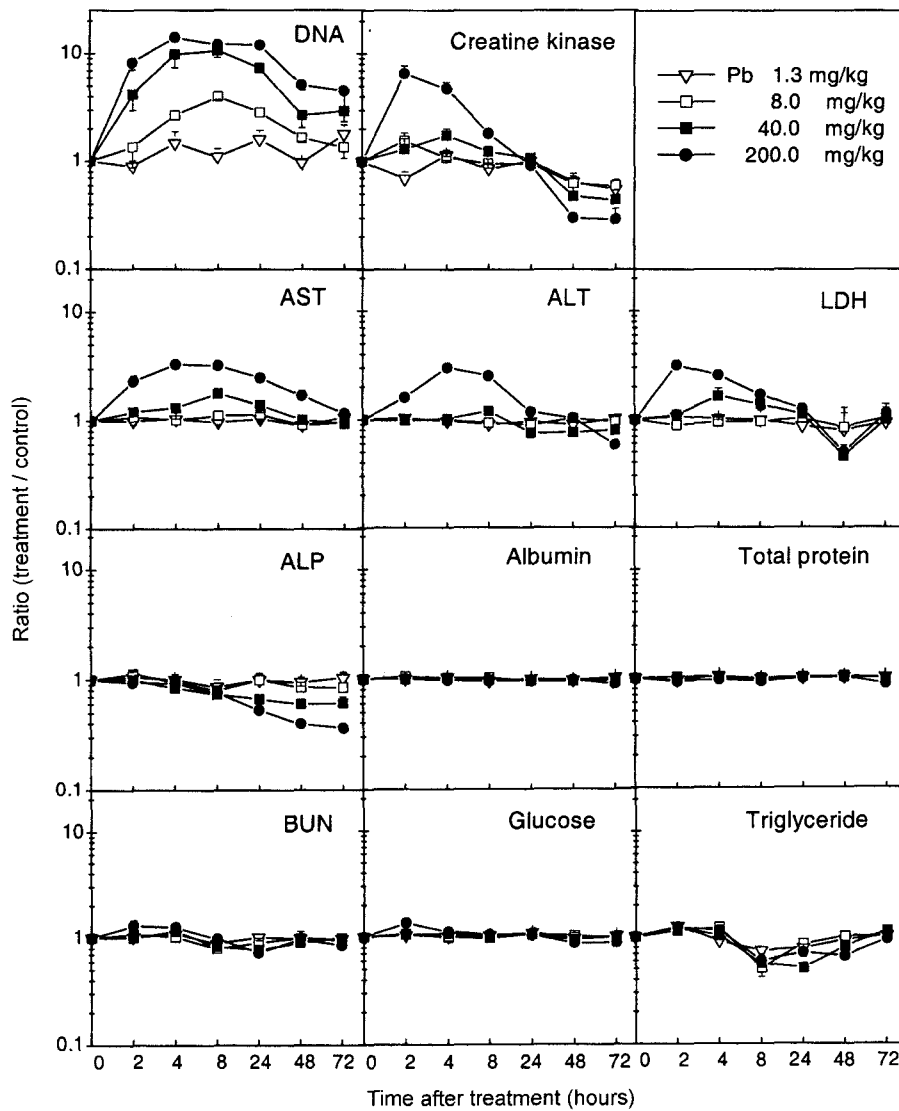 DNA
Creatine kinase
Pb 1.3 mg/kg
8.0 mg/kg
40.0 mg/kg
200.0 mg/kg
10
1
0.1
AST
ALT
LDH
10
1
0.1
ALP
Albumin
Total protein
10
1
0.1
BUN
Glucose
Triglyceride
10
1
0.1
0 2 4 8 24 48 72
0 2 4 8 24 48 72
0 2 4 8 24 48 72
Ratio (treatment / control)
Time after treatment (hours)